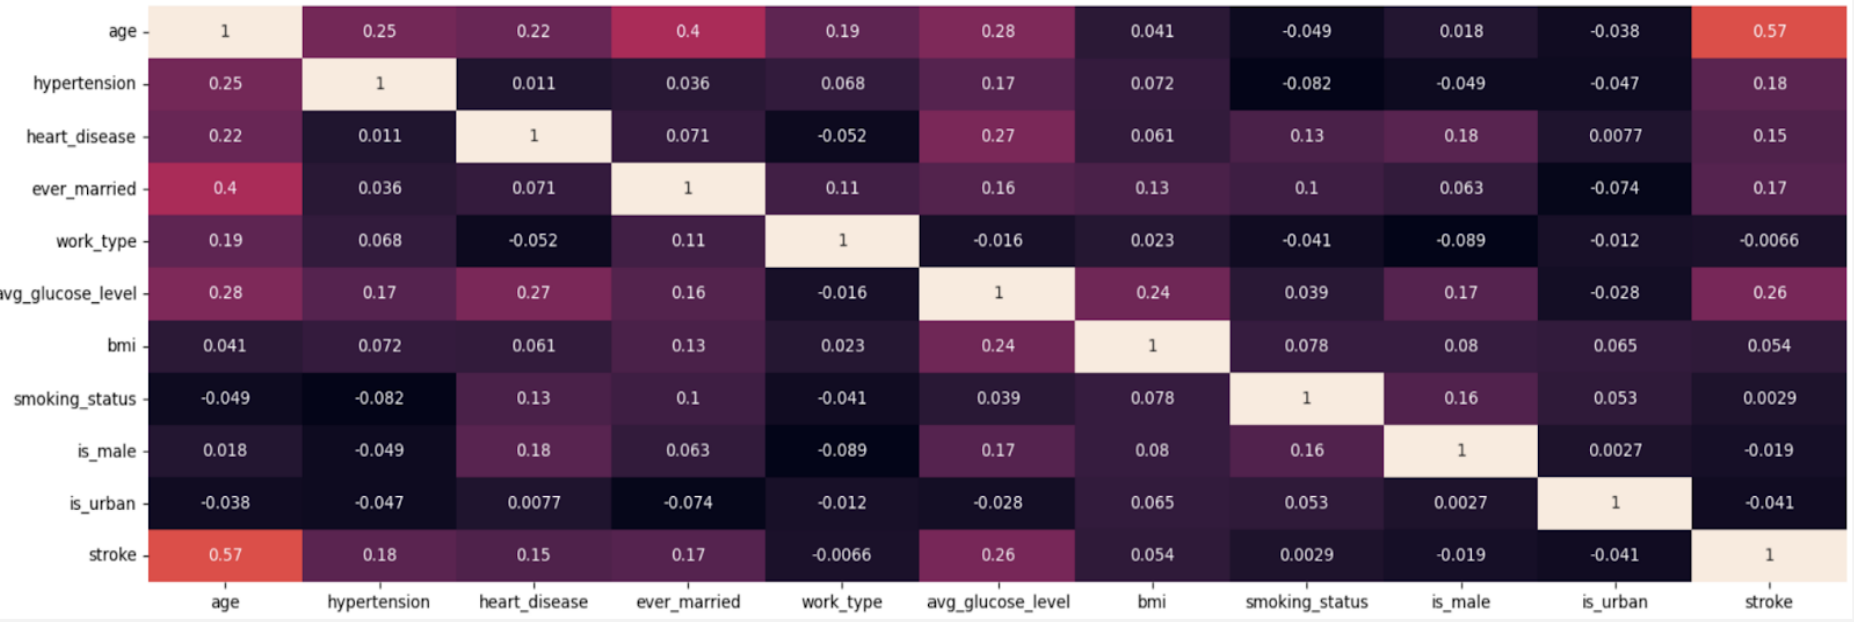 age 1 0.25 0.22 0.4 0.19 0.28 0.041 -0.049 0.018 -0.038 0.57
hypertension 0.25 1 0.011 0.036 0.068 0.17 0.072 -0.082 -0.049 -0.047 0.18
heart_disease 0.22 0.011 1 0.071 -0.052 0.27 0.061 0.13 0.18 0.0077 0.15
ever_married 0.4 0.036 0.071 1 0.11 0.16 0.13 0.1 0.063 -0.074 0.17
work_type 0.19 0.068 -0.052 0.11 1 -0.016 0.023 -0.041 -0.089 -0.012 -0.0066
avg_glucose_level 0.28 0.17 0.27 0.16 -0.016 1 0.24 0.039 0.17 -0.028 0.26
bmi 0.041 0.072 0.061 0.13 0.023 0.24 1 0.078 0.08 0.065 0.054
smoking_status -0.049 -0.082 0.13 0.1 -0.041 0.039 0.078 1 0.16 0.053 0.0029
is_male 0.018 -0.049 0.18 0.063 -0.089 0.17 0.08 0.16 1 0.0027 -0.019
is_urban -0.038 -0.047 0.0077 -0.074 -0.012 -0.028 0.065 0.053 0.0027 1 -0.041
stroke 0.57 0.18 0.15 0.17 -0.0066 0.26 0.054 0.0029 -0.019 -0.041 1
age hypertension heart_disease ever_married work_type avg_glucose_level bmi smoking_status is_male is_urban stroke